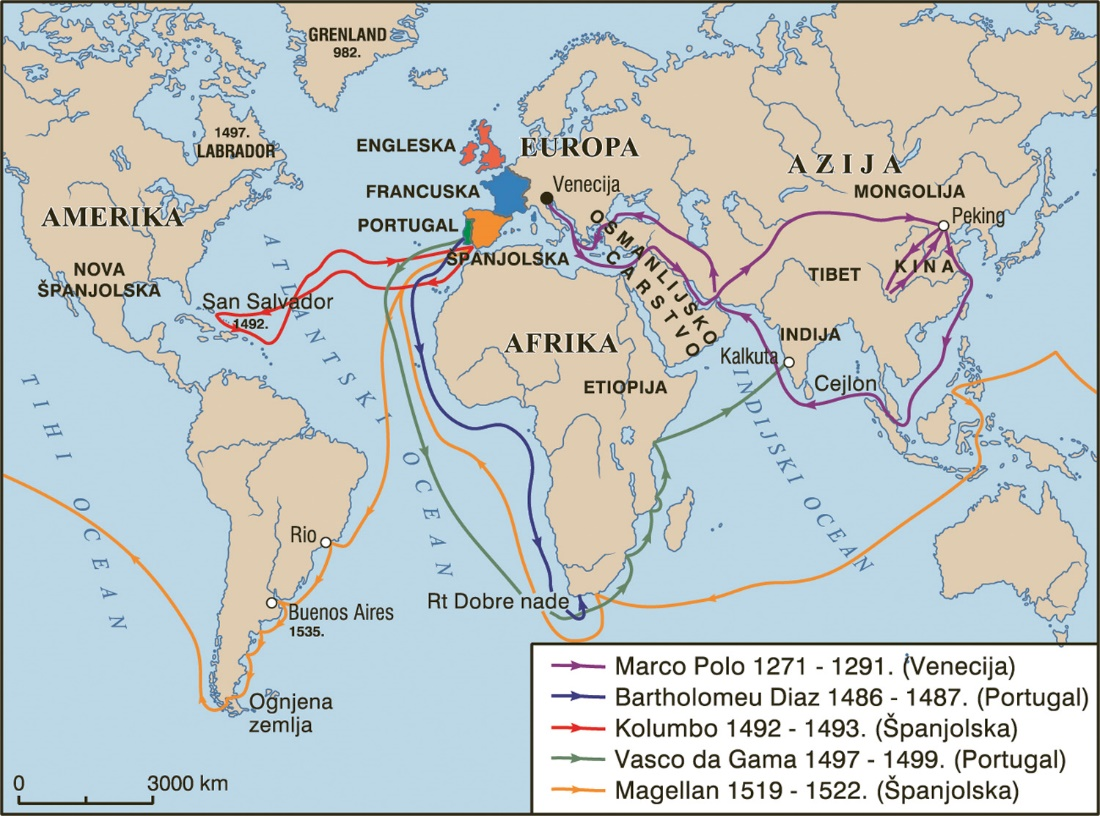 GRENLAND
982.
1497.
LABRADOR
ENGLESKA
EUROPA
AZIJA
FRANCUSKA
Venecija
MONGOLIJA
AMERIKA
PORTUGAL
Peking
OSMANLIJSKO
CARSTVO
ŠPANJOLSKA
NOVA
ŠPANJOLSKA
TIBET
KINA
San Salvador
1492.
ATLANTSKI OCEAN
AFRIKA
INDIJA
Kalkuta
ETIOPIJA
Cejlon
TIHI OCEAN
INDIJSKI OCEAN
Rio
Rt Dobre nade
Buenos Aires
1535.
Ognjena
zemlja
Marco Polo 1271 - 1291. (Venecija)
Bartholomeu Diaz 1486 - 1487. (Portugal)
Kolumbo 1492 - 1493. (Španjolska)
Vasco da Gama 1497 - 1499. (Portugal)
Magellan 1519 - 1522. (Španjolska)
0 3000 km